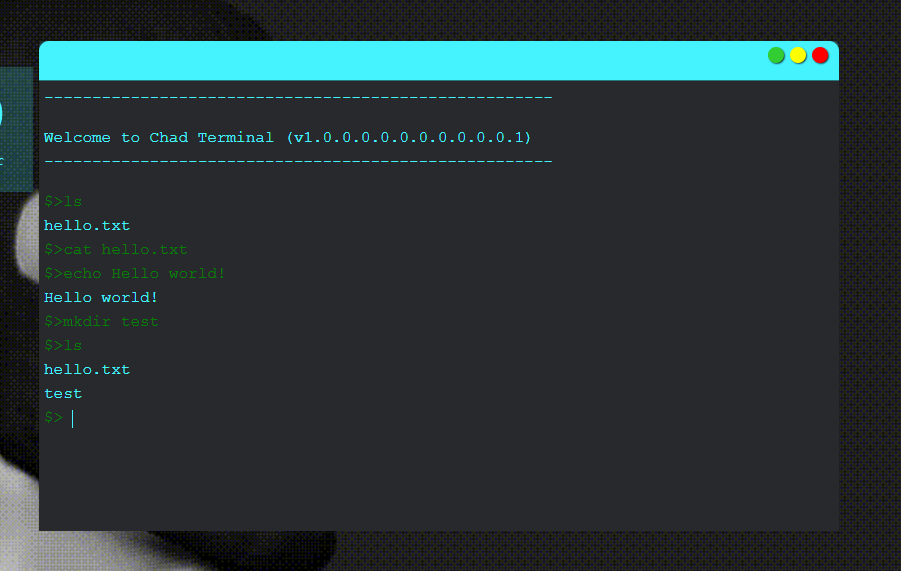 -----------------------------------------------------
Welcome to Chad Terminal (v1.0.0.0.0.0.0.0.0.0.0.1)
-----------------------------------------------------
$>ls
hello.txt
$>cat hello.txt
$>echo Hello world!
Hello world!
$>mkdir test
$>ls
hello.txt
test
$>